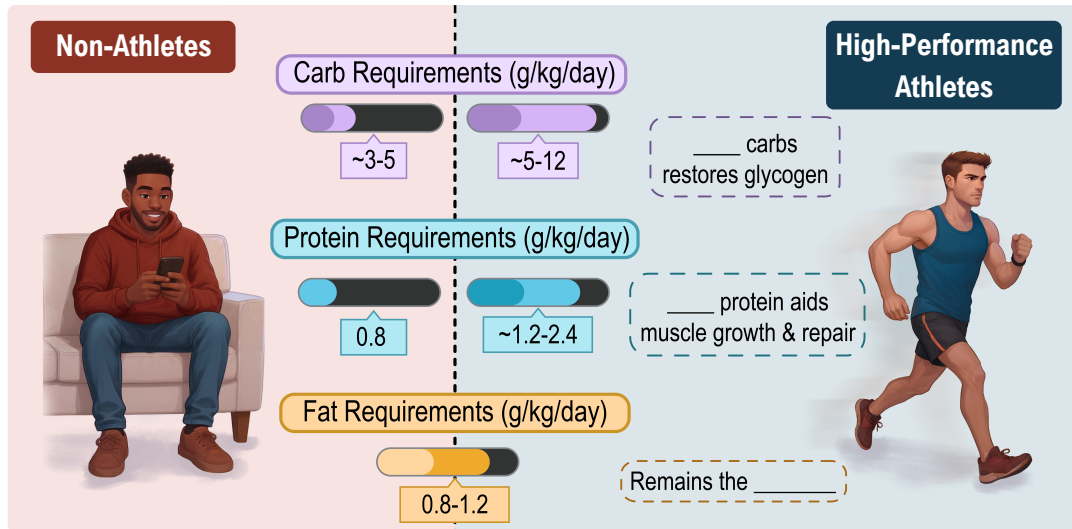 Non-Athletes
High-Performance
Athletes
Carb Requirements (g/kg/day)
~3-5
~5-12
____ carbs
restores glycogen
Protein Requirements (g/kg/day)
0.8
~1.2-2.4
____ protein aids
muscle growth & repair
Fat Requirements (g/kg/day)
0.8-1.2
Remains the _______